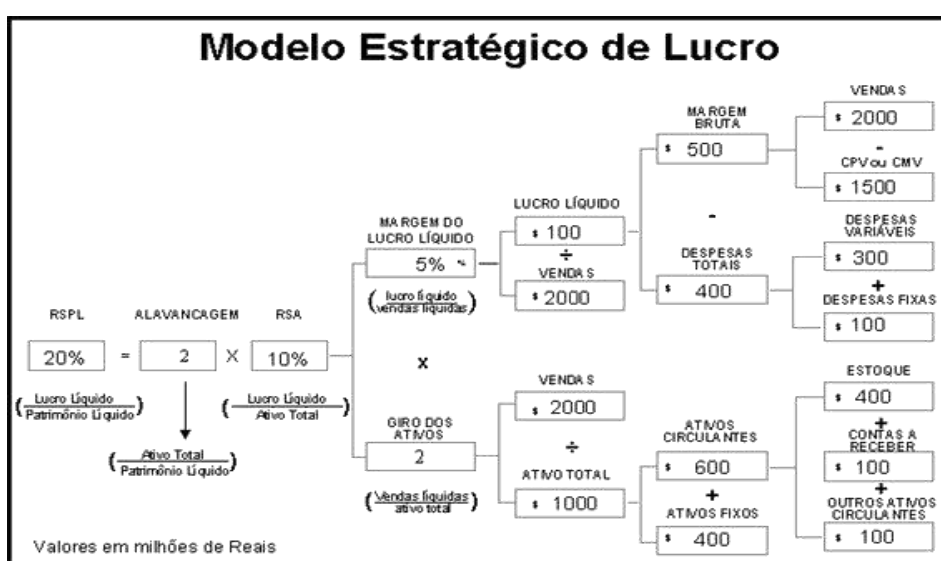 Modelo Estratégico de Lucro
VENDAS
$ 2000
-
CPV ou CMV
$ 1500
MARGEM
BRUTA
$ 500
-
DESPESAS
TOTAIS
$ 400
DESPESAS
VARIÁVEIS
$ 300
+
DESPESAS FIXAS
$ 100
LUCRO LÍQUIDO
$ 100
÷
VENDAS
$ 2000
MARGEM DO
LUCRO LÍQUIDO
5% %
(lucro líquido
vendas líquidas)
RSPL
20%
(Lucro Líquido
Patrimônio Líquido)
=
ALAVANCAGEM
2
(Ativo Total
Patrimônio Líquido)
X
RSA
10%
(Lucro Líquido
Ativo Total)
x
GIRO DOS
ATIVOS
2
(Vendas líquidas
ativo total)
VENDAS
$ 2000
÷
ATIVO TOTAL
$ 1000
ATIVOS
CIRCULANTES
$ 600
+
ATIVOS FIXOS
$ 400
ESTOQUE
$ 400
+
CONTAS A
RECEBER
$ 100
+
OUTROS ATIVOS
CIRCULANTES
$ 100
Valores em milhões de Reais